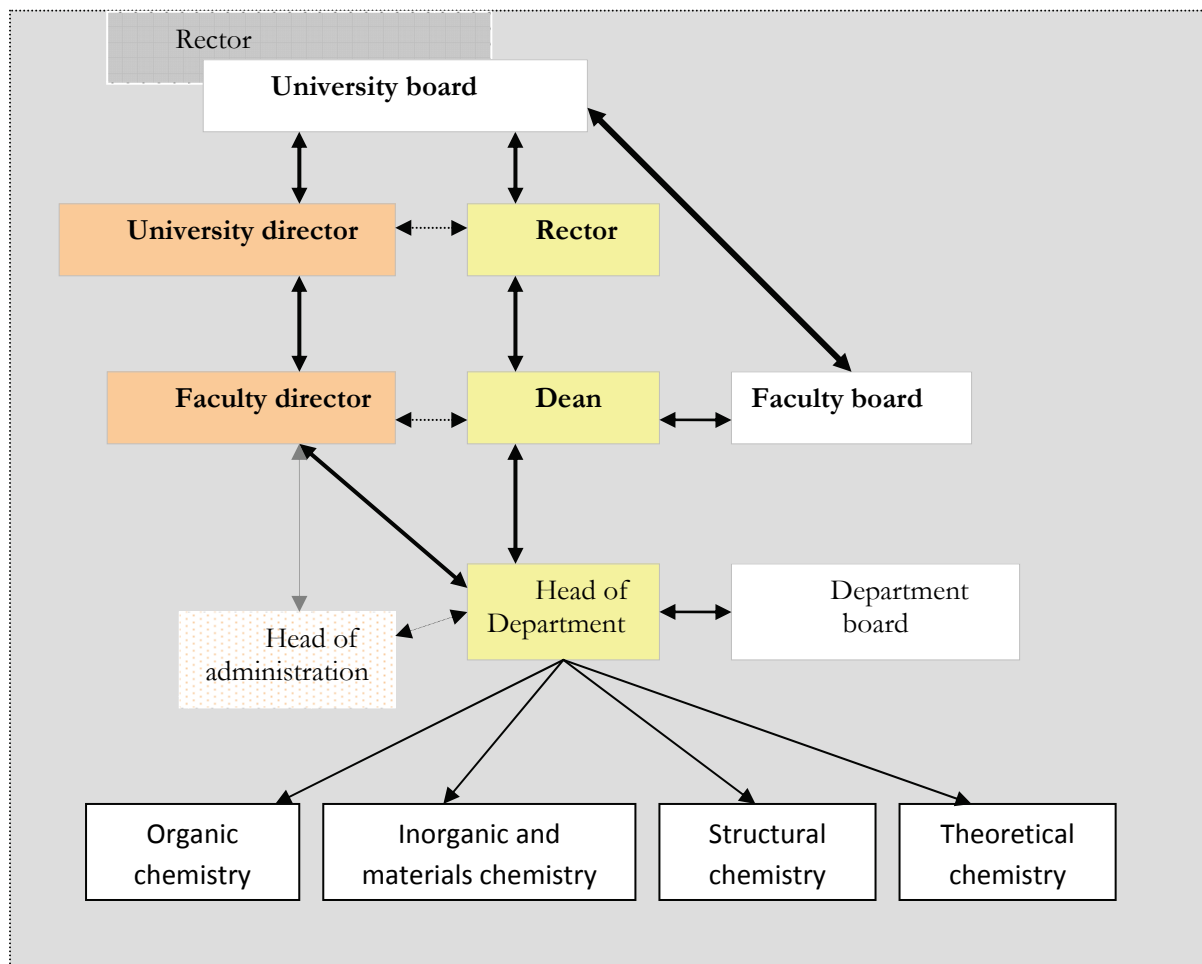 Rector
University board
University director
Rector
Faculty director
Dean
Faculty board
Head of
Department
Department
board
Head of
administration
Organic
chemistry
Inorganic and
materials chemistry
Structural
chemistry
Theoretical
chemistry